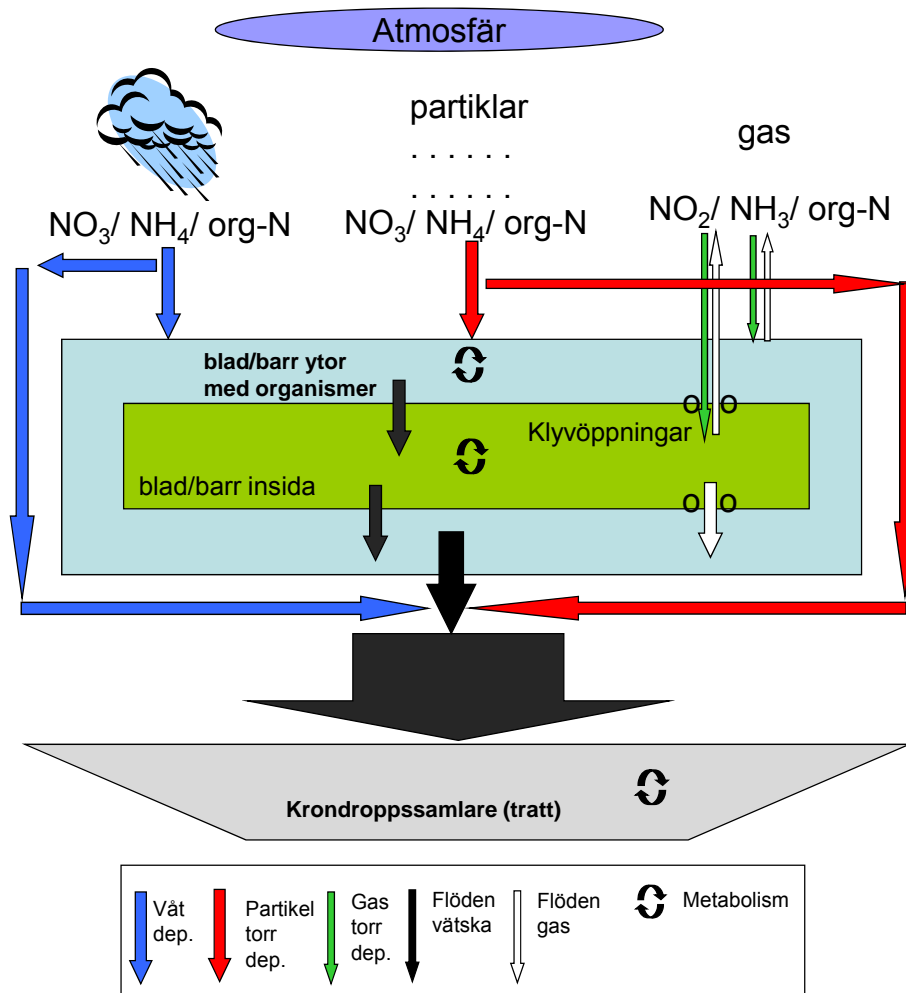 Atmosfär
partiklar
gas
. . . . . .
. . . . . .
NO₃/ NH₄/ org-N
NO₃/ NH₄/ org-N
NO₂/ NH₃/ org-N
blad/barr ytor
med organismer
o o
Klyvöppningar
blad/barr insida
o o
Krondroppssamlare (tratt)
Våt
dep.
Partikel
torr
dep.
Gas
torr
dep.
Flöden
vätska
Flöden
gas
Metabolism